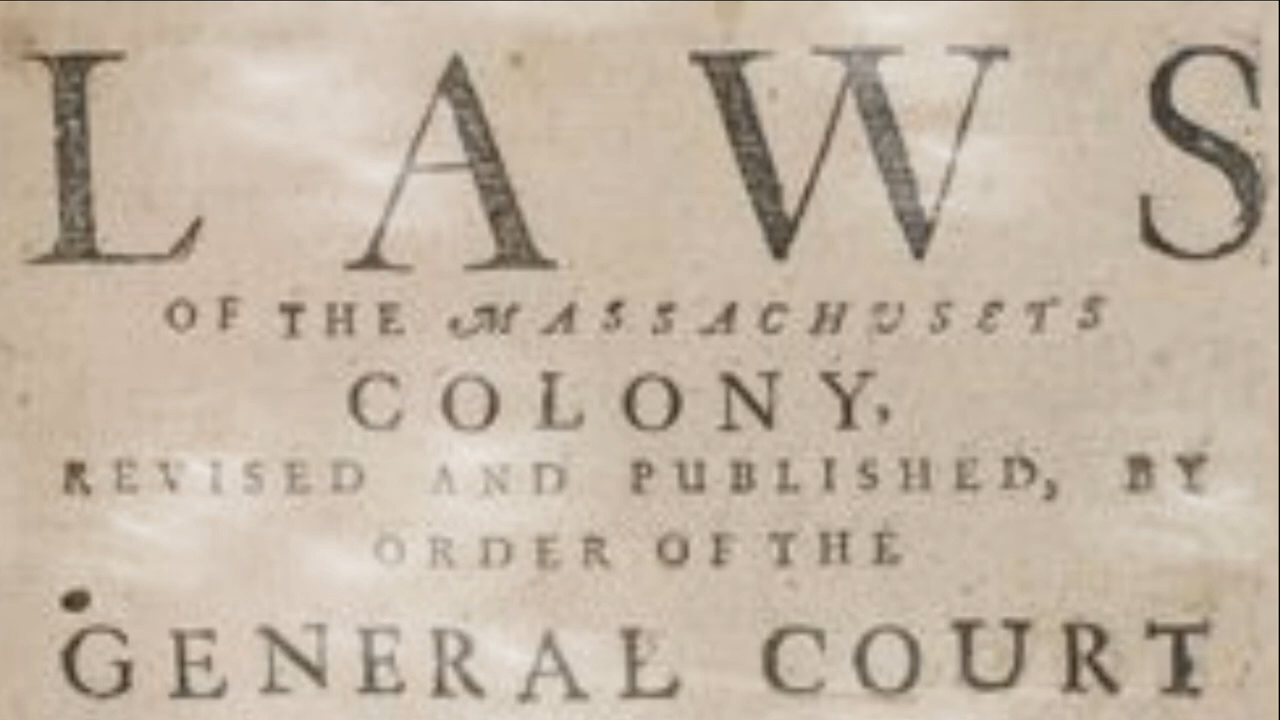 LAWS
OF THE MASSACHUSETS
COLONY,
REVISED AND PUBLISHED, BY
ORDER OF THE
GENERAL COURT